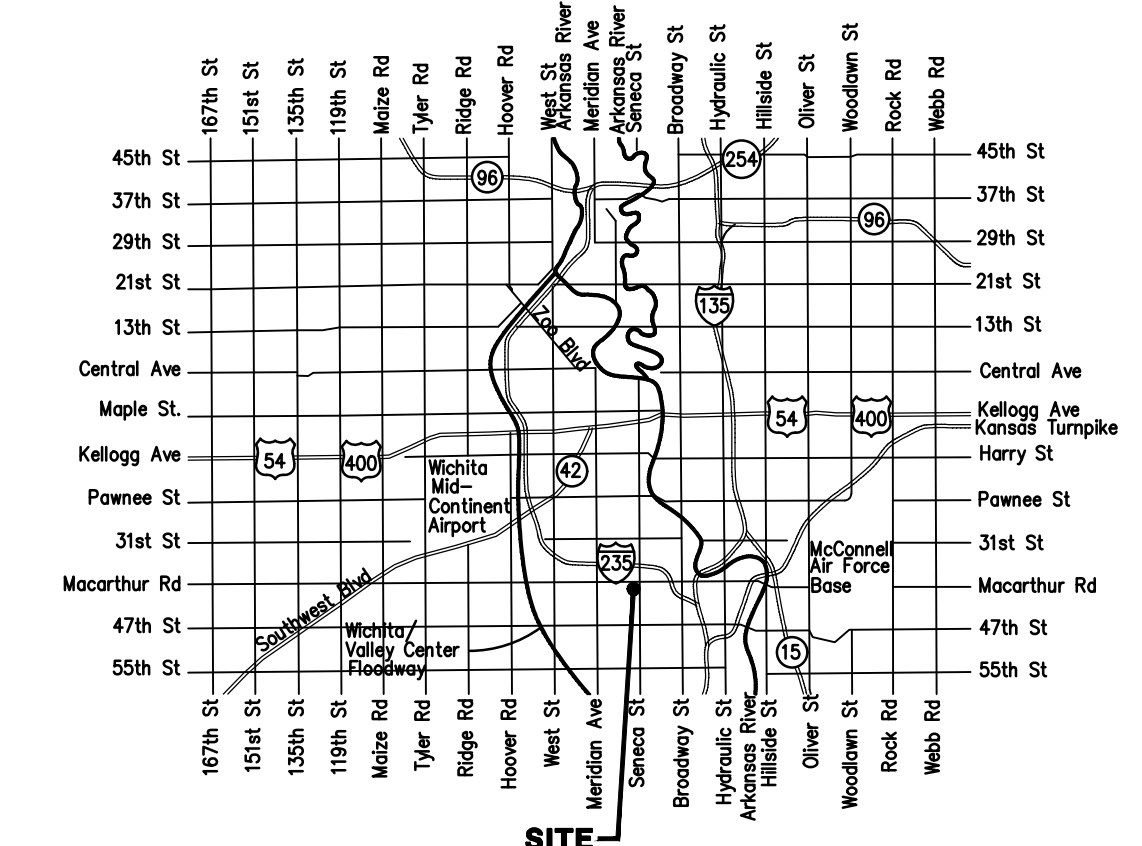 167th St
151st St
135th St
119th St
Maize Rd
Tyler Rd
Ridge Rd
Hoover Rd
West St
Arkansas River
Meridian Ave
Arkansas River
Seneca St
Broadway St
Hydraulic St
Hillside St
Oliver St
Woodlawn St
Rock Rd
Webb Rd
45th St
254
45th St
96
37th St
37th St
96
29th St
29th St
21st St
21st St
135
13th St
Zoo Blvd
13th St
Central Ave
Central Ave
Maple St.
54
400
Kellogg Ave
Kansas Turnpike
Kellogg Ave
54
400
Harry St
Wichita
Mid-
Continent
Airport
42
Pawnee St
Pawnee St
31st St
31st St
McConnell
Air Force
Base
235
Macarthur Rd
Macarthur Rd
Southwest Blvd
47th St
47th St
Wichita/
Valley Center
Floodway
15
55th St
55th St
167th St
151st St
135th St
119th St
Maize Rd
Tyler Rd
Ridge Rd
Hoover Rd
West St
Meridian Ave
Seneca St
Broadway St
Hydraulic St
Arkansas River
Hillside St
Oliver St
Woodlawn St
Rock Rd
Webb Rd
SITE